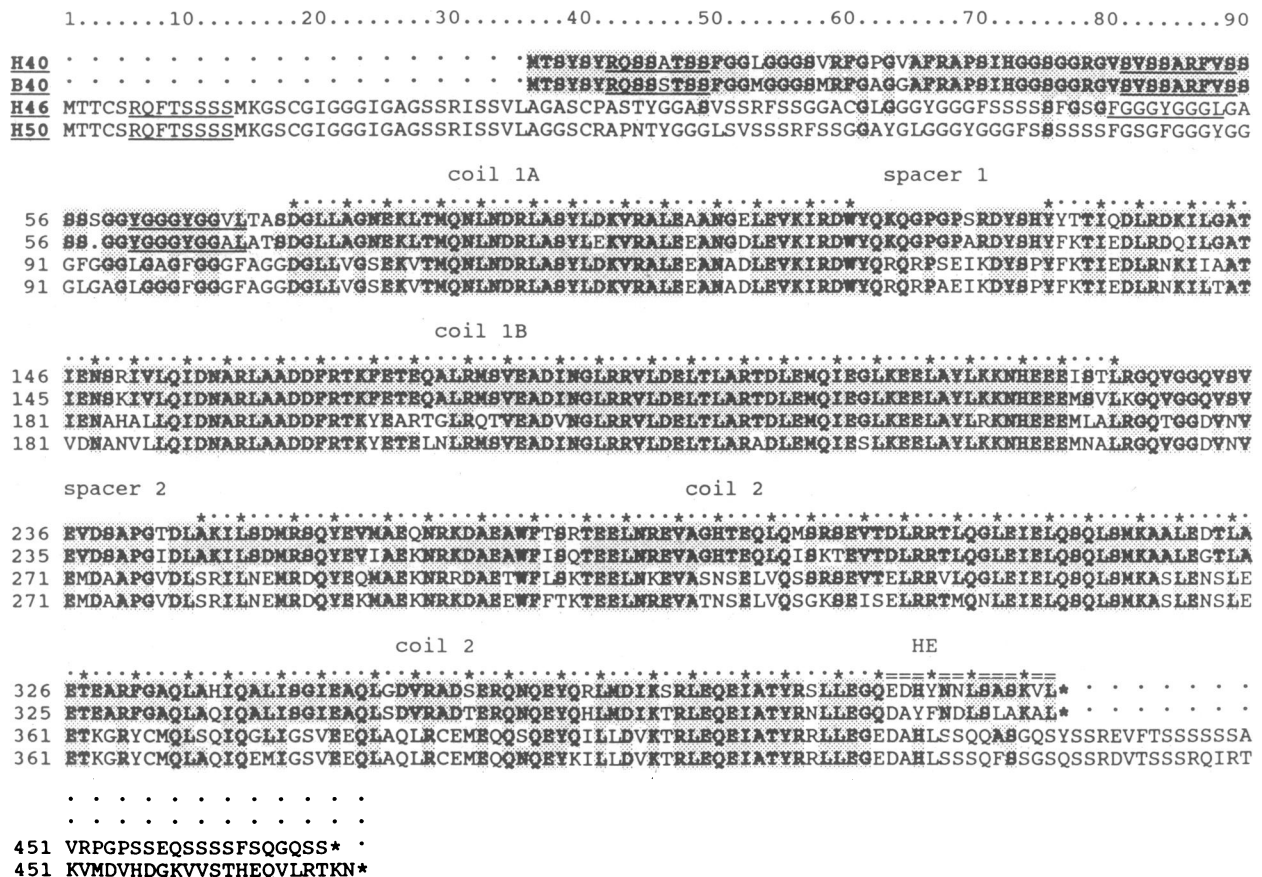 1........10........20........30........40........50........60........70........80........90
H40 · · · · · · · · · · · · · · · · · · MTSYSYRQSSATSSFGGLGGGSVRFGPGVAFRAPSIHGGSGGRGVSVSSARFVSS
B40 · · · · · · · · · · · · · · · · · · MTSYSYRQSSSTSSFGGMGGGSMRFGAGGAFRAPSIHGGSGGRGVSVSSARFVSS
H46 MTTCSRQFTSSSSMKGSCGIGGGIGAGSSRISSVLAGASCPASTYGGASVSSRFSSGGACGLGGGYGGGFSSSSSSFGSGFGGGYGGGLGA
H50 MTTCSRQFTSSSSMKGSCGIGGGIGAGSSRISSVLAGGSCRAPNTYGGGLSVSSSRFSSGGAYGLGGGYGGGFSSSSSSFGSGFGGGYGG
coil 1A spacer 1
*··*···*··*···*··*···*··*···*··*···*··*···* *··*···*··*···*··*
56 SSSGGYGGGYGGVLTASDGLLAGNEKLTMQNLNDRLASYLDKVRALEAANGELEVKIRDWYQKQGPGPSRDYSHYYTTIQDLRDKILGAT
56 SS.GGYGGGYGGALATSDGLLAGNEKLTMQNLNDRLASYLEKVRALEEANGDLEVKIRDWYQKQGPGPARDYSHYFKTIEDLRDQILGAT
91 GFGGGLGAGFGGGFAGGDGLLVGSEKVTMQNLNDRLASYLDKVRALEEANADLEVKIRDWYQRQRPSEIKDYSPYFKTIEDLRNKIIAAT
91 GLGAGLGGGFGGGFAGGDGLLVGSEKVTMQNLNDRLASYLDKVRALEEANADLEVKIRDWYQRQRPAEIKDYSPYFKTIEDLRNKILTAT
coil 1B
··*···*··*···*··*···*··*···*··*···*··*···*··*···*··*···*··*···*··*···*··*···*··*
146 IENSRIVLQIDNARLAADDFRTKFETEQALRMSVEADINGLRRVLDELTLARTDLEMQIEGLKEELAYLKKNHEEEISTLRGQVGGQVSV
145 IENSKIVLQIDNARLAADDFRTKFETEQALRMSVEADINGLRRVLDELTLARTDLEMQIEGLKEELAYLKKNHEEEMSVLKGQVGGQVSV
181 IENAHALLQIDNARLAADDFRTKYEARTGLRQTVEADVNGLRRVLDELTLARTDLEMQIEGLKEELAYLRKNHEEEMLALRGQTGGDVNV
181 VDNANVLLQIDNARLAADDFRTKYETELNLRMSVEADINGLRRVLDELTLARADLEMQIESLKEELAYLKKNHEEEMNALRGQVGGDVNV
spacer 2 coil 2
*··*···*··*···*··*···*··*···*··*···*··*···*··*···*··*···*··*···*··*···*··*···*··
236 EVDSAPGTDLAKILSDMRSQYEVMAEQNRKDAEAWFTSRTEELNREVAGHTEQLQMSRSEVTDLRRTLQGLEIELQSQLSMKAALEDTLA
235 EVDSAPGIDLAKILSDMRSQYEVIAEKNRKDAEAWFISQTEELNREVAGHTEQLQISKTEVTDLRRTLQGLEIELQSQLSMKAALEGTLA
271 EMDAAPGVDLSRILNEMRDQYEQMAEKNRRDAETWFLSKTEELNKEVASNSELVQSSRSEVTELRRVLQGLEIELQSQLSMKASLENSLE
271 EMDAAPGVDLSRILNEMRDQYEKMAEKNRKDAEEWFFTKTEELNREVATNSELVQSGKSEISELRRTMQNLEIELQSQLSMKASLENSLE
coil 2 HE
·*···*··*···*··*···*··*···*··*···*··*···*··*···*··*···*··*···*===*==*===*==
326 ETEARFGAQLAHIQALISGIEAQLGDVRADSERQNQEYQRLMDIKSRLEQEIATYRSLLEGQEDHYNNLSASKVL* · · · · · · ·
325 ETEARFGAQLAQIQALISGIEAQLSDVRADTERQNQEYQHLMDIKTRLEQEIATYRNLLEGQDAYFNDLSLAKAL* · · · · · · ·
361 ETKGRYCMQLSQIQGLIGSVEEQLAQLRCEMEQQSQEYQILLDVKTRLEQEIATYRRLLEGEDAHLSSQQASGQSYSSREVFTSSSSSSA
361 ETKGRYCMQLAQIQEMIGSVEEQLAQLRCEMEQQNQEYKILLDVKTRLEQEIATYRRLLEGEDAHLSSSQFSSGSQSSRDVTSSSRQIRT
· · · · · · · · · · · ·
· · · · · · · · · · · ·
451 VRPGPSSEQSSSSFSQGQSS* ·
451 KVMDVHDGKVVSTHEQVLRTKN*